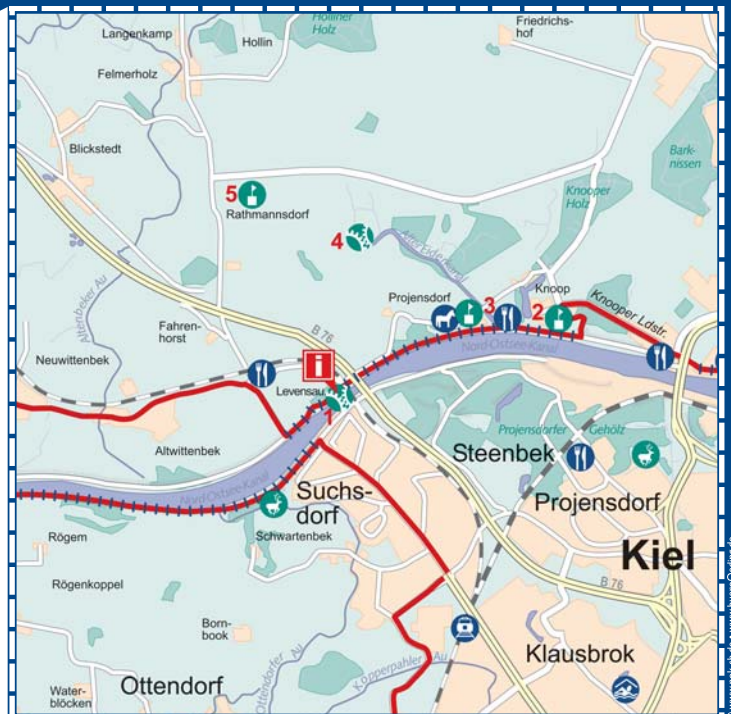 Langenkamp
Hollin
Holliner
Holz
Friedrichs-
hof
Felmerholz
Blickstedt
Bark-
nissen
5
Rathmannsdorf
Knooper
Holz
4
Alter Eiderkanal
Altenbeker Au
Projensdorf
3
Knoop
2
Knooper Ldstr.
B 76
Fahren-
horst
Nord-Ostsee-Kanal
Neuwittenbek
i
Levensau
1
Altwittenbek
Projensdorfer
Gehölz
Steenbek
Nord-Ostsee-Kanal
Suchs-
dorf
Projensdorf
Schwartenbek
Rögem
Kiel
Rögenkoppel
B 76
Born-
book
Ottendorfer Au
Kopperpahler Au
Klausbrok
Water-
blöcken
Ottendorf